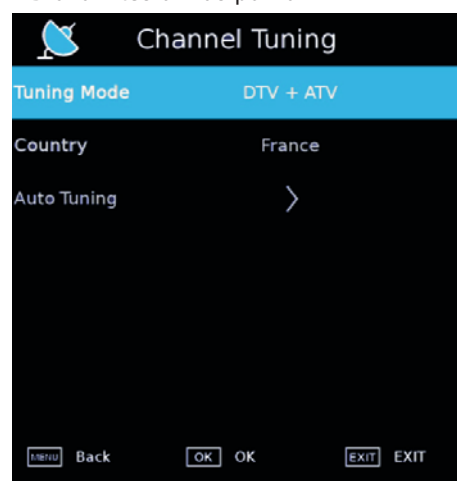 Channel Tuning
Tuning Mode DTV + ATV
Country France
Auto Tuning
MENU Back OK OK EXIT EXIT